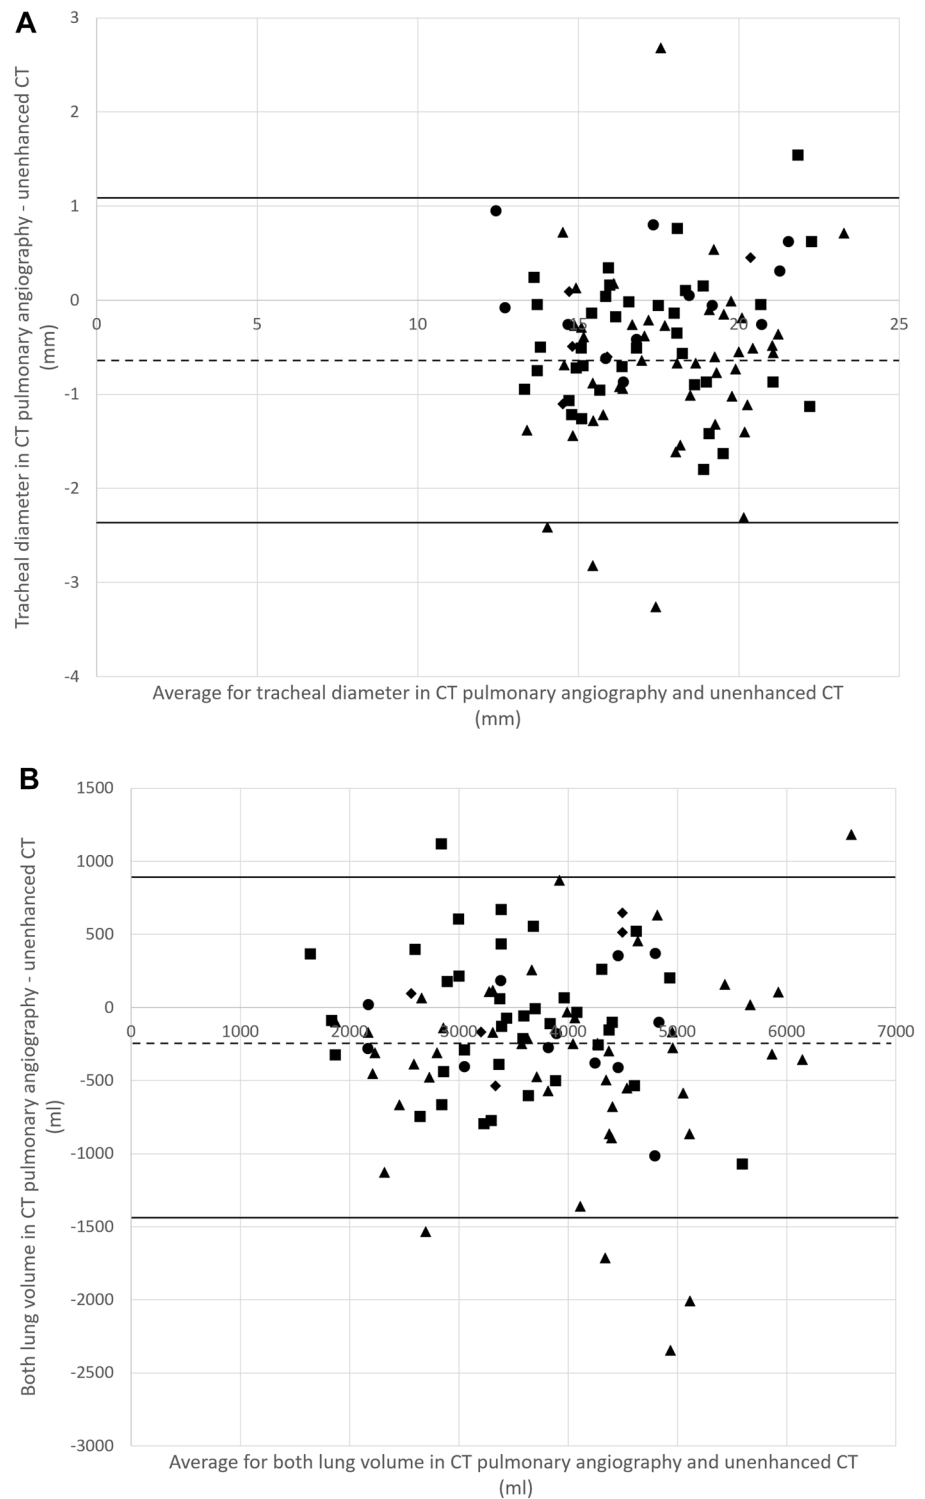 A
Tracheal diameter in CT pulmonary angiography - unenhanced CT
(mm)
3
2
1
0
-1
-2
-3
-4
0 5 10 15 20 25
Average for tracheal diameter in CT pulmonary angiography and unenhanced CT
(mm)
B
Both lung volume in CT pulmonary angiography - unenhanced CT
(ml)
1500
1000
500
0
-500
-1000
-1500
-2000
-2500
-3000
0 1000 2000 3000 4000 5000 6000 7000
Average for both lung volume in CT pulmonary angiography and unenhanced CT
(ml)